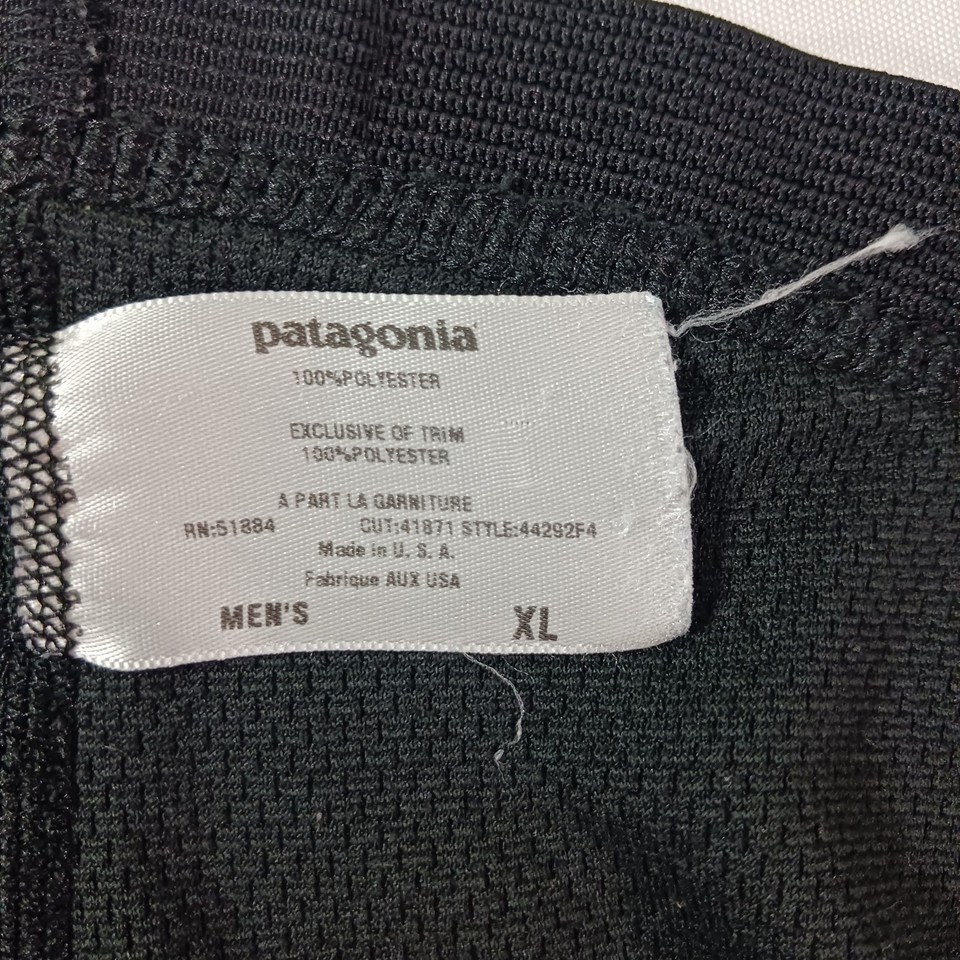 patagonia
100%POLYESTER
EXCLUSIVE OF TRIM
100%POLYESTER
A PART LA GARNITURE
RN:51884 CUT:41871 STYLE:44292F4
Made in U. S. A.
Fabrique AUX USA
MEN'S XL